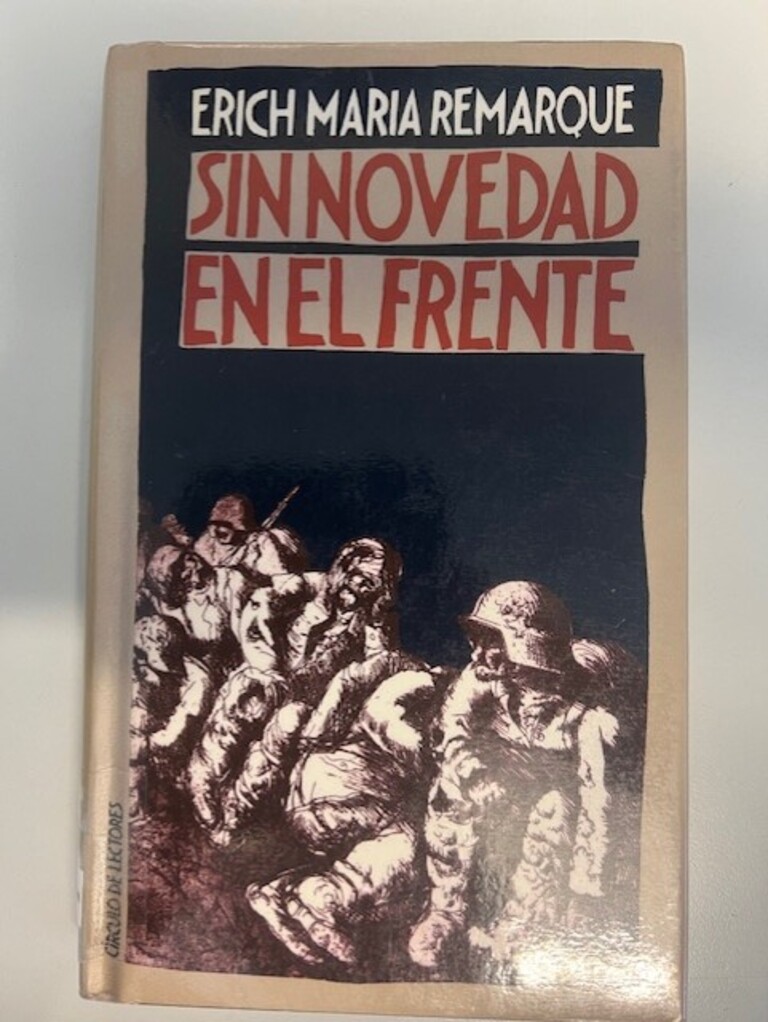 ERICH MARIA REMARQUE
SIN NOVEDAD
EN EL FRENTE
CÍRCULO DE LECTORES